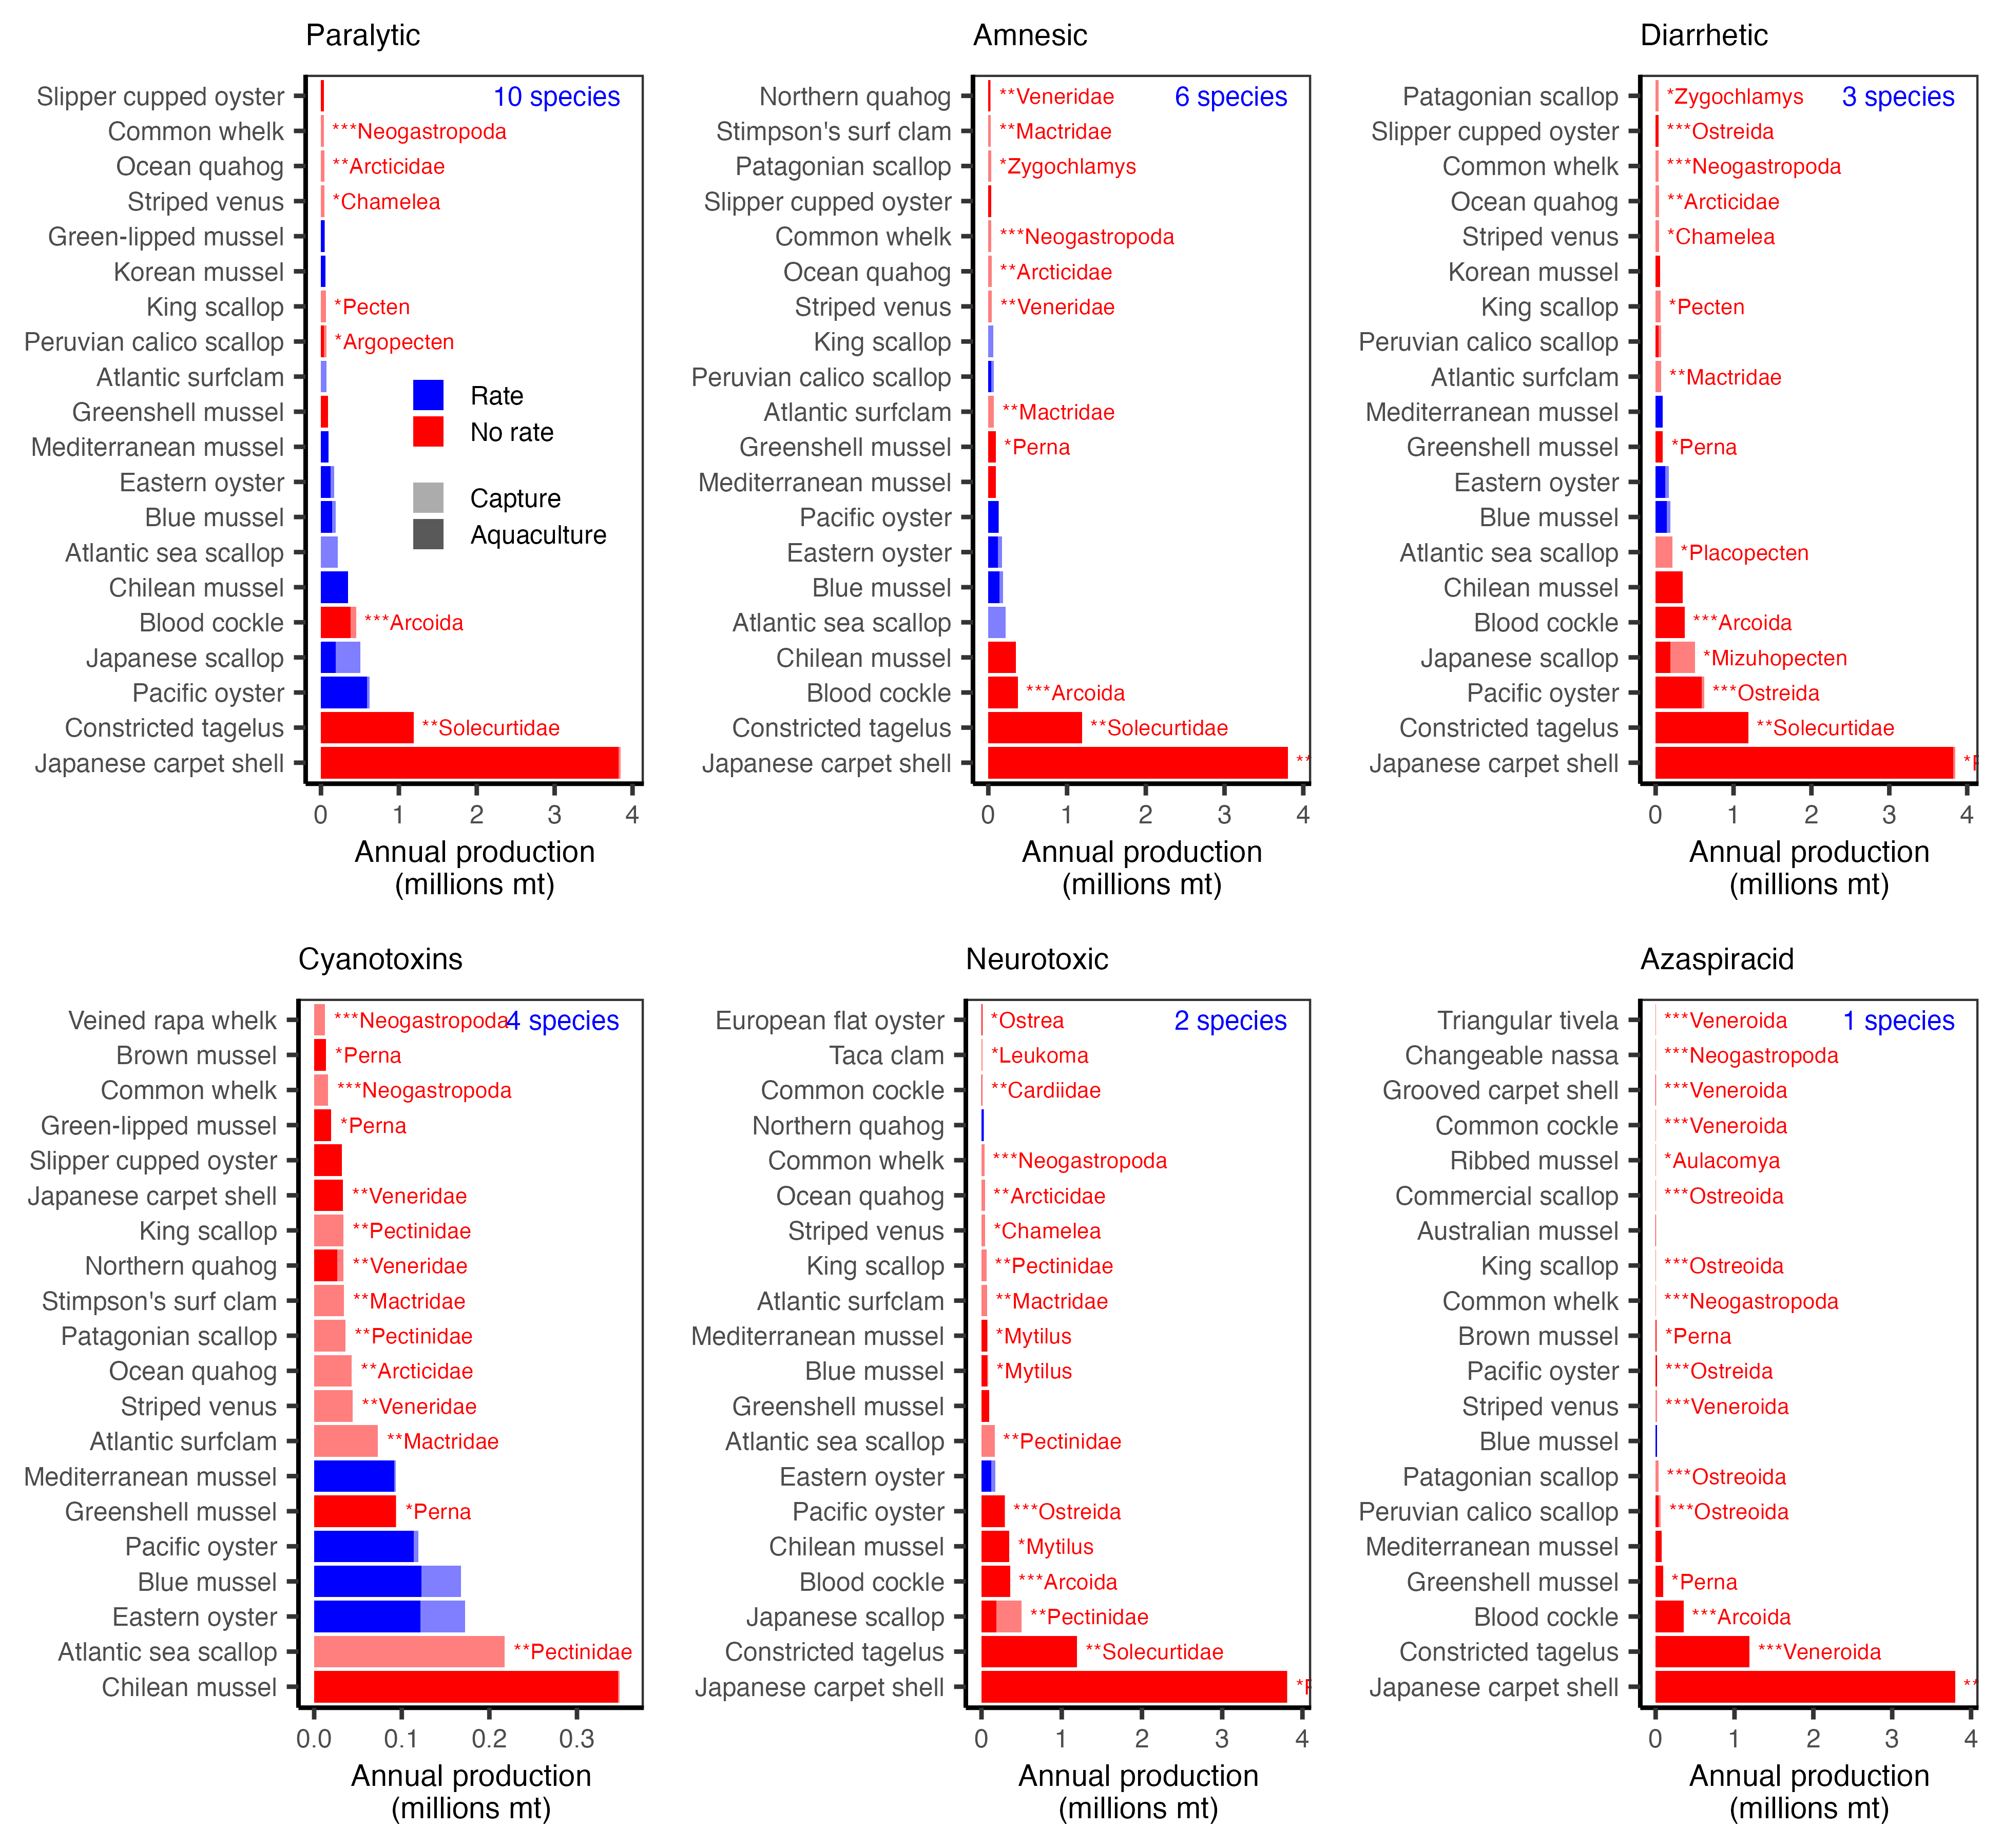 Paralytic
Slipper cupped oyster
10 species
Common whelk ***Neogastropoda
Ocean quahog **Arcticidae
Striped venus *Chamelea
Green-lipped mussel
Korean mussel
King scallop *Pecten
Peruvian calico scallop *Argopecten
Atlantic surfclam
Greenshell mussel
Mediterranean mussel
Eastern oyster
Blue mussel
Atlantic sea scallop
Chilean mussel
Blood cockle ***Arcoida
Japanese scallop
Pacific oyster
Constricted tagelus **Solecurtidae
Japanese carpet shell
Rate
No rate
Capture
Aquaculture
0 1 2 3 4
Annual production
(millions mt)
Amnesic
Northern quahog **Veneridae
6 species
Stimpson's surf clam **Mactridae
Patagonian scallop *Zygochlamys
Slipper cupped oyster
Common whelk ***Neogastropoda
Ocean quahog **Arcticidae
Striped venus **Veneridae
King scallop
Peruvian calico scallop
Atlantic surfclam **Mactridae
Greenshell mussel *Perna
Mediterranean mussel
Pacific oyster
Eastern oyster
Blue mussel
Atlantic sea scallop
Chilean mussel
Blood cockle ***Arcoida
Constricted tagelus **Solecurtidae
Japanese carpet shell **
0 1 2 3 4
Annual production
(millions mt)
Diarrhetic
Patagonian scallop *Zygochlamys
3 species
Slipper cupped oyster ***Ostreida
Common whelk ***Neogastropoda
Ocean quahog **Arcticidae
Striped venus *Chamelea
Korean mussel
King scallop *Pecten
Peruvian calico scallop
Atlantic surfclam **Mactridae
Mediterranean mussel
Greenshell mussel *Perna
Eastern oyster
Blue mussel
Atlantic sea scallop *Placopecten
Chilean mussel
Blood cockle ***Arcoida
Japanese scallop *Mizuhopecten
Pacific oyster ***Ostreida
Constricted tagelus **Solecurtidae
Japanese carpet shell *
0 1 2 3 4
Annual production
(millions mt)
Cyanotoxins
Veined rapa whelk ***Neogastropoda
4 species
Brown mussel *Perna
Common whelk ***Neogastropoda
Green-lipped mussel *Perna
Slipper cupped oyster
Japanese carpet shell **Veneridae
King scallop **Pectinidae
Northern quahog **Veneridae
Stimpson's surf clam **Mactridae
Patagonian scallop **Pectinidae
Ocean quahog **Arcticidae
Striped venus **Veneridae
Atlantic surfclam **Mactridae
Mediterranean mussel
Greenshell mussel *Perna
Pacific oyster
Blue mussel
Eastern oyster
Atlantic sea scallop **Pectinidae
Chilean mussel
0.0 0.1 0.2 0.3
Annual production
(millions mt)
Neurotoxic
European flat oyster *Ostrea
2 species
Taca clam *Leukoma
Common cockle **Cardiidae
Northern quahog
Common whelk ***Neogastropoda
Ocean quahog **Arcticidae
Striped venus *Chamelea
King scallop **Pectinidae
Atlantic surfclam **Mactridae
Mediterranean mussel *Mytilus
Blue mussel *Mytilus
Greenshell mussel
Atlantic sea scallop **Pectinidae
Eastern oyster
Pacific oyster ***Ostreida
Chilean mussel *Mytilus
Blood cockle ***Arcoida
Japanese scallop **Pectinidae
Constricted tagelus **Solecurtidae
Japanese carpet shell *
0 1 2 3 4
Annual production
(millions mt)
Azaspiracid
Triangular tivela ***Veneroida
1 species
Changeable nassa ***Neogastropoda
Grooved carpet shell ***Veneroida
Common cockle ***Veneroida
Ribbed mussel *Aulacomya
Commercial scallop ***Ostreoida
Australian mussel
King scallop ***Ostreoida
Common whelk ***Neogastropoda
Brown mussel *Perna
Pacific oyster ***Ostreida
Striped venus ***Veneroida
Blue mussel
Patagonian scallop ***Ostreoida
Peruvian calico scallop ***Ostreoida
Mediterranean mussel
Greenshell mussel *Perna
Blood cockle ***Arcoida
Constricted tagelus ***Veneroida
Japanese carpet shell **
0 1 2 3 4
Annual production
(millions mt)